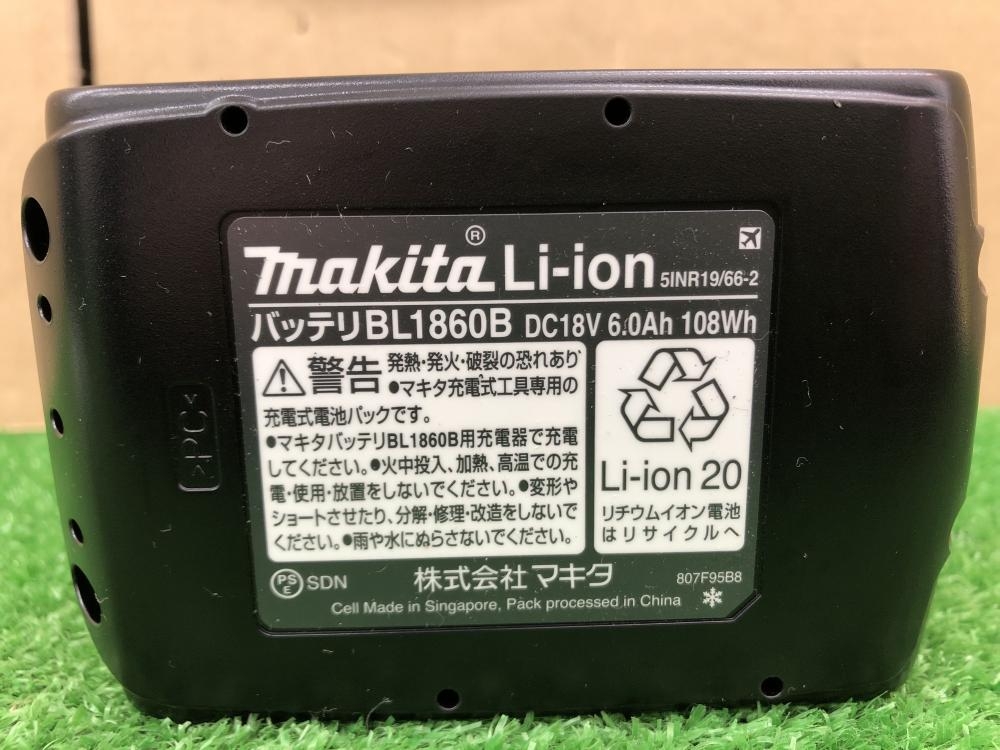 makita® Li-ion 5INR19/66-2
バッテリBL1860B DC18V 6.0Ah 108Wh
警告 発熱・発火・破裂の恐れあり
●マキタ充電式工具専用の
充電式電池パックです。
●マキタバッテリBL1860B用充電器で充電
してください。●火中投入、加熱、高温での充
電・使用・放置をしないでください。●変形や
ショートさせたり、分解・修理・改造をしないで
ください。●雨や水にぬらさないでください。
Li-ion 20
リチウムイオン電池
はリサイクルへ
PS
E SDN
株式会社マキタ
807F95B8
Cell Made in Singapore, Pack processed in China
>PC<